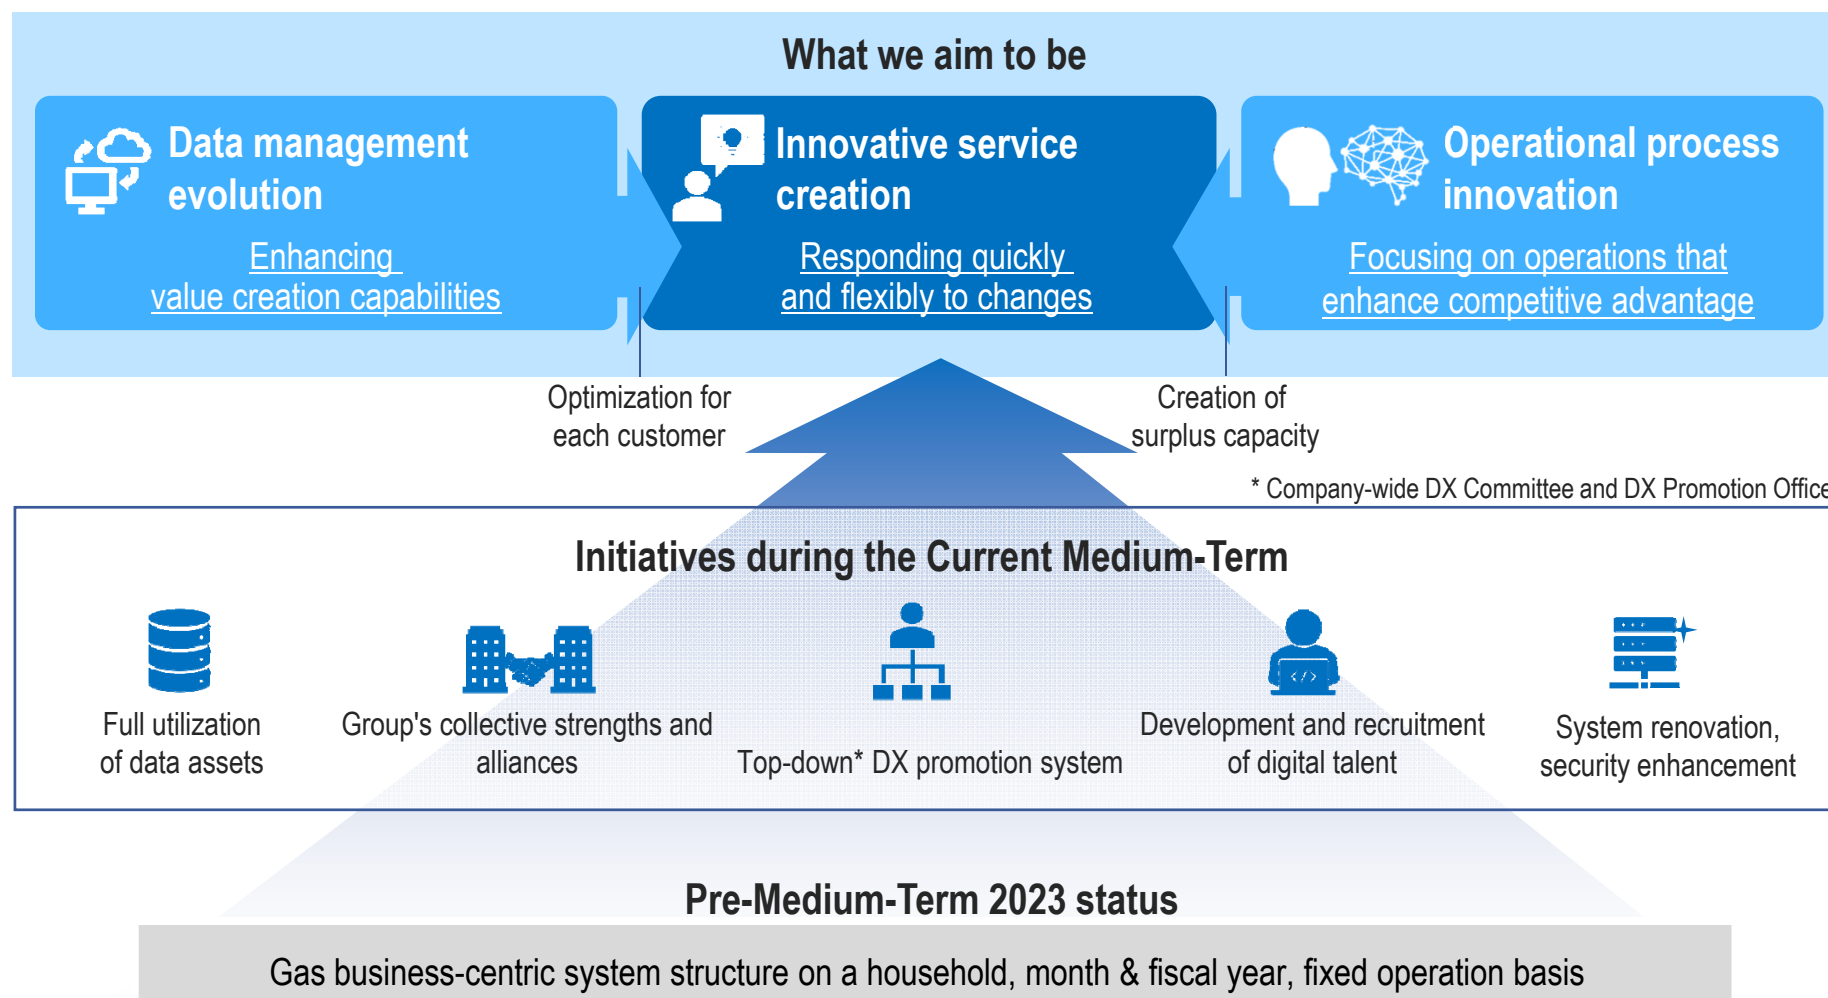 What we aim to be
Data management
evolution
Enhancing
value creation capabilities
Innovative service
creation
Responding quickly
and flexibly to changes
Operational process
innovation
Focusing on operations that
enhance competitive advantage
Optimization for
each customer
Creation of
surplus capacity
* Company-wide DX Committee and DX Promotion Office
Initiatives during the Current Medium-Term
Full utilization
of data assets
Group's collective strengths and
alliances
Top-down* DX promotion system
Development and recruitment
of digital talent
System renovation,
security enhancement
Pre-Medium-Term 2023 status
Gas business-centric system structure on a household, month & fiscal year, fixed operation basis